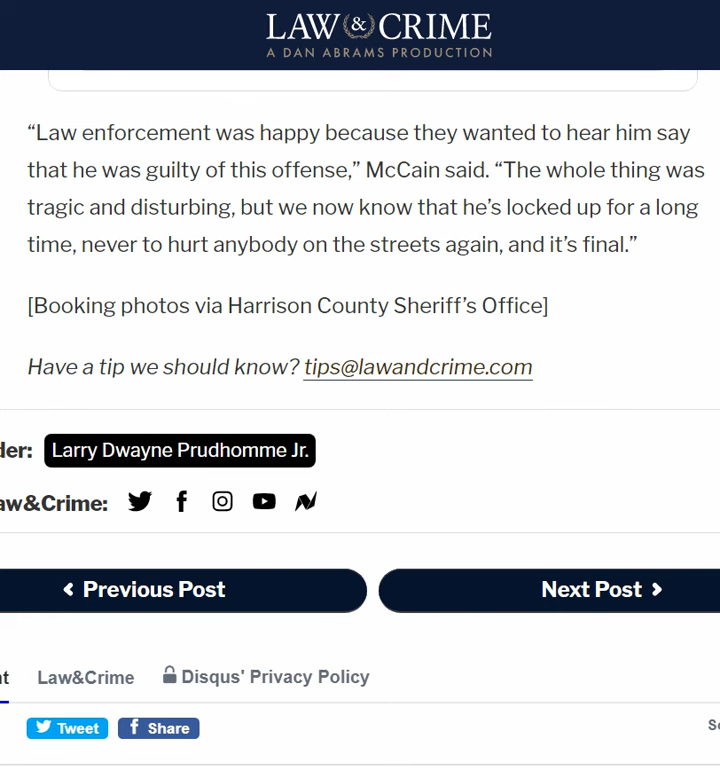 LAW & CRIME
A DAN ABRAMS PRODUCTION
“Law enforcement was happy because they wanted to hear him say
that he was guilty of this offense,” McCain said. “The whole thing was
tragic and disturbing, but we now know that he’s locked up for a long
time, never to hurt anybody on the streets again, and it’s final.”
[Booking photos via Harrison County Sheriff’s Office]
Have a tip we should know? tips@lawandcrime.com
der: Larry Dwayne Prudhomme Jr.
aw&Crime:
Previous Post Next Post
t Law&Crime Disqus' Privacy Policy
Tweet Share So